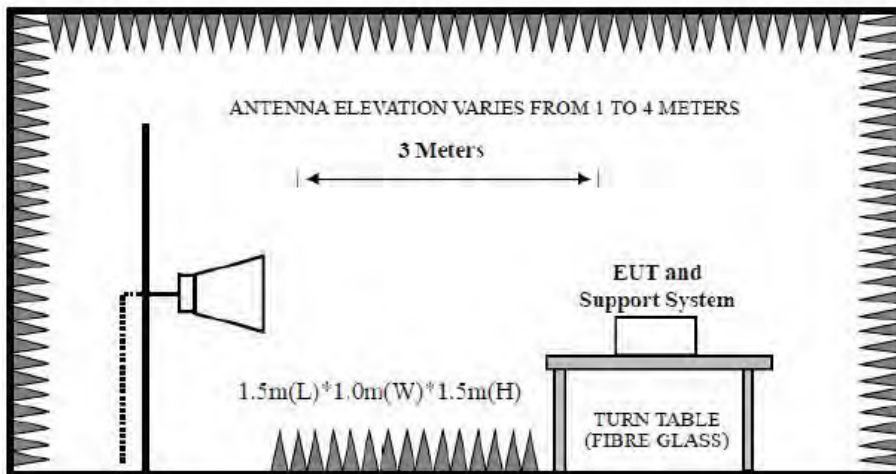 ANTENNA ELEVATION VARIES FROM 1 TO 4 METERS
3 Meters
EUT and
Support System
1.5m(L)*1.0m(W)*1.5m(H)
TURN TABLE
(FIBRE GLASS)